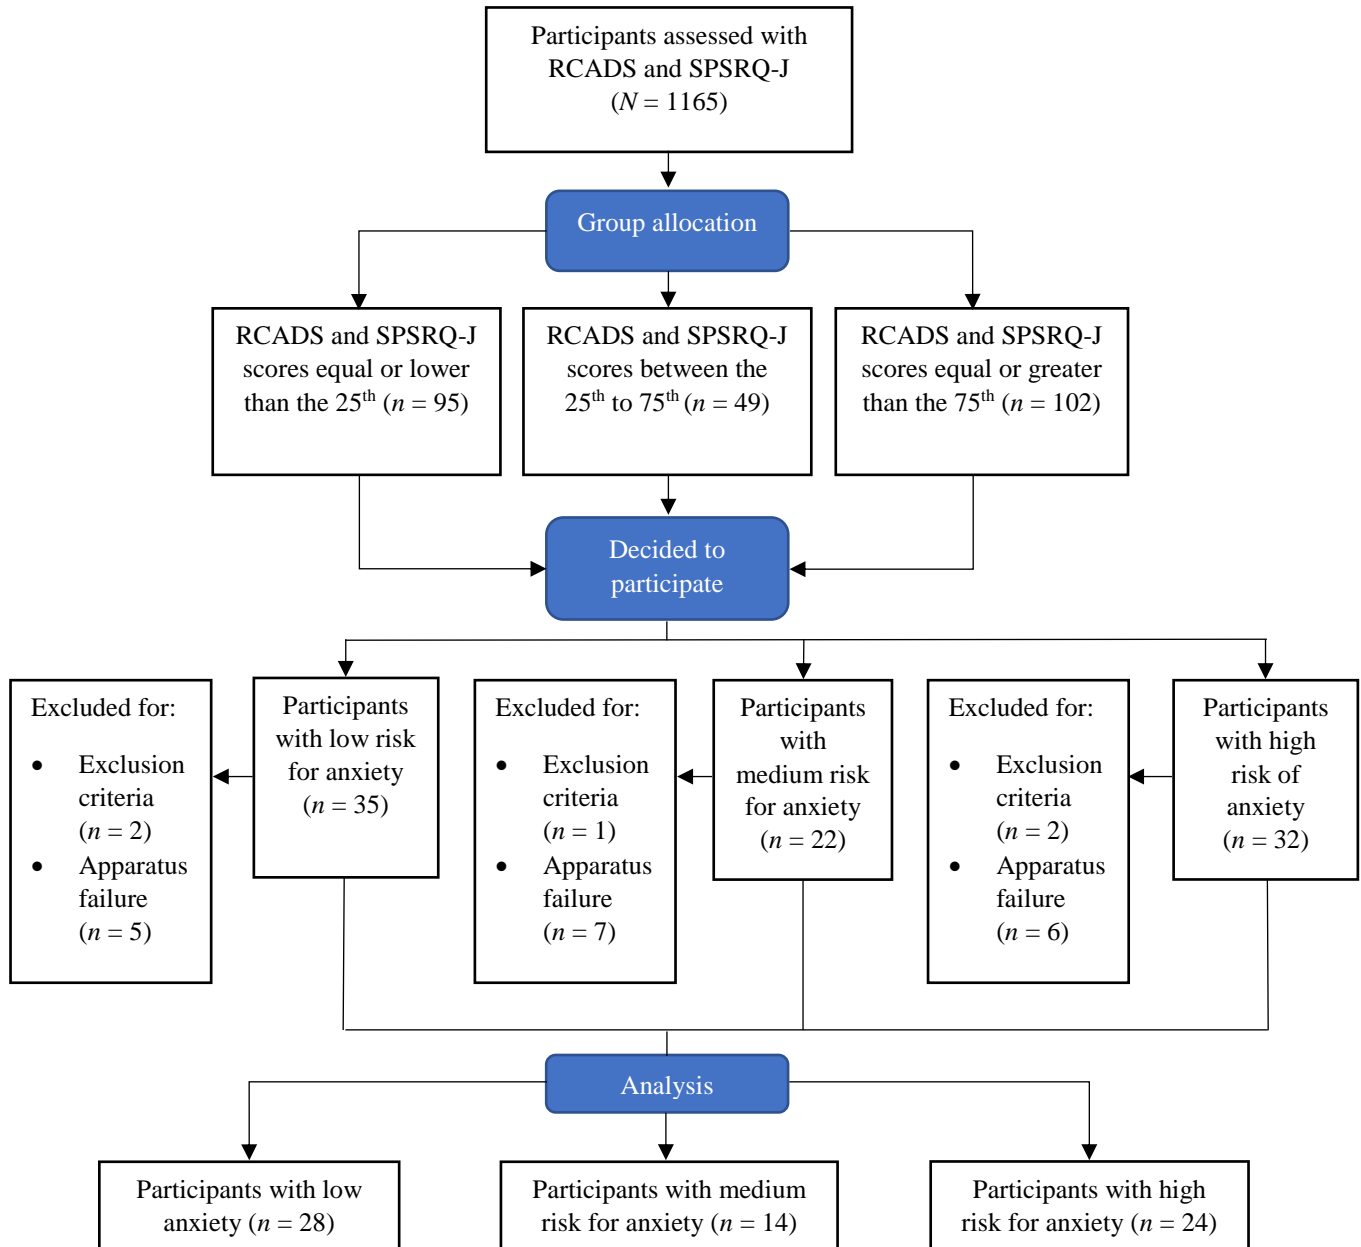 Participants assessed with
RCADS and SPSRQ-J
(N = 1165)
Group allocation
RCADS and SPSRQ-J
scores equal or lower
than the 25th (n = 95)
RCADS and SPSRQ-J
scores between the
25th to 75th (n = 49)
RCADS and SPSRQ-J
scores equal or greater
than the 75th (n = 102)
Decided to
participate
Excluded for:
• Exclusion
criteria
(n = 2)
• Apparatus
failure
(n = 5)
Participants
with low risk
for anxiety
(n = 35)
Excluded for:
• Exclusion
criteria
(n = 1)
• Apparatus
failure
(n = 7)
Participants
with
medium risk
for anxiety
(n = 22)
Excluded for:
• Exclusion
criteria
(n = 2)
• Apparatus
failure
(n = 6)
Participants
with high
risk of
anxiety
(n = 32)
Analysis
Participants with low
anxiety (n = 28)
Participants with medium
risk for anxiety (n = 14)
Participants with high
risk for anxiety (n = 24)